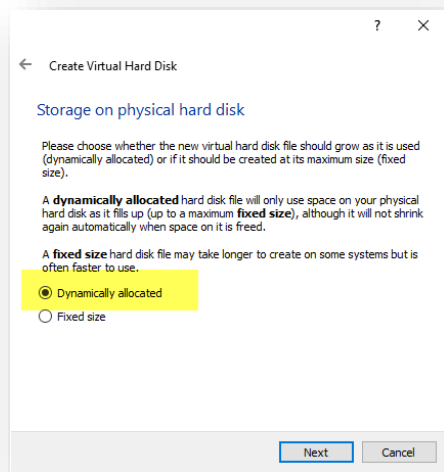 ?
Create Virtual Hard Disk
Storage on physical hard disk
Please choose whether the new virtual hard disk file should grow as it is used
(dynamically allocated) or if it should be created at its maximum size (fixed
size).
A dynamically allocated hard disk file will only use space on your physical
hard disk as it fills up (up to a maximum fixed size), although it will not shrink
again automatically when space on it is freed.
A fixed size hard disk file may take longer to create on some systems but is
often faster to use.
Dynamically allocated
Fixed size
Next Cancel